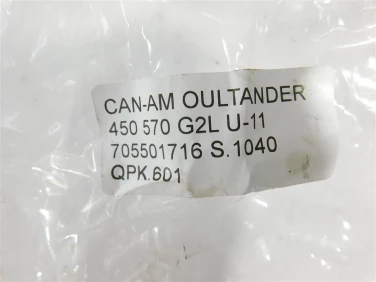 CAN-AM OULTANDER
450 570 G2L U-11
705501716 S.1040
QPK.601